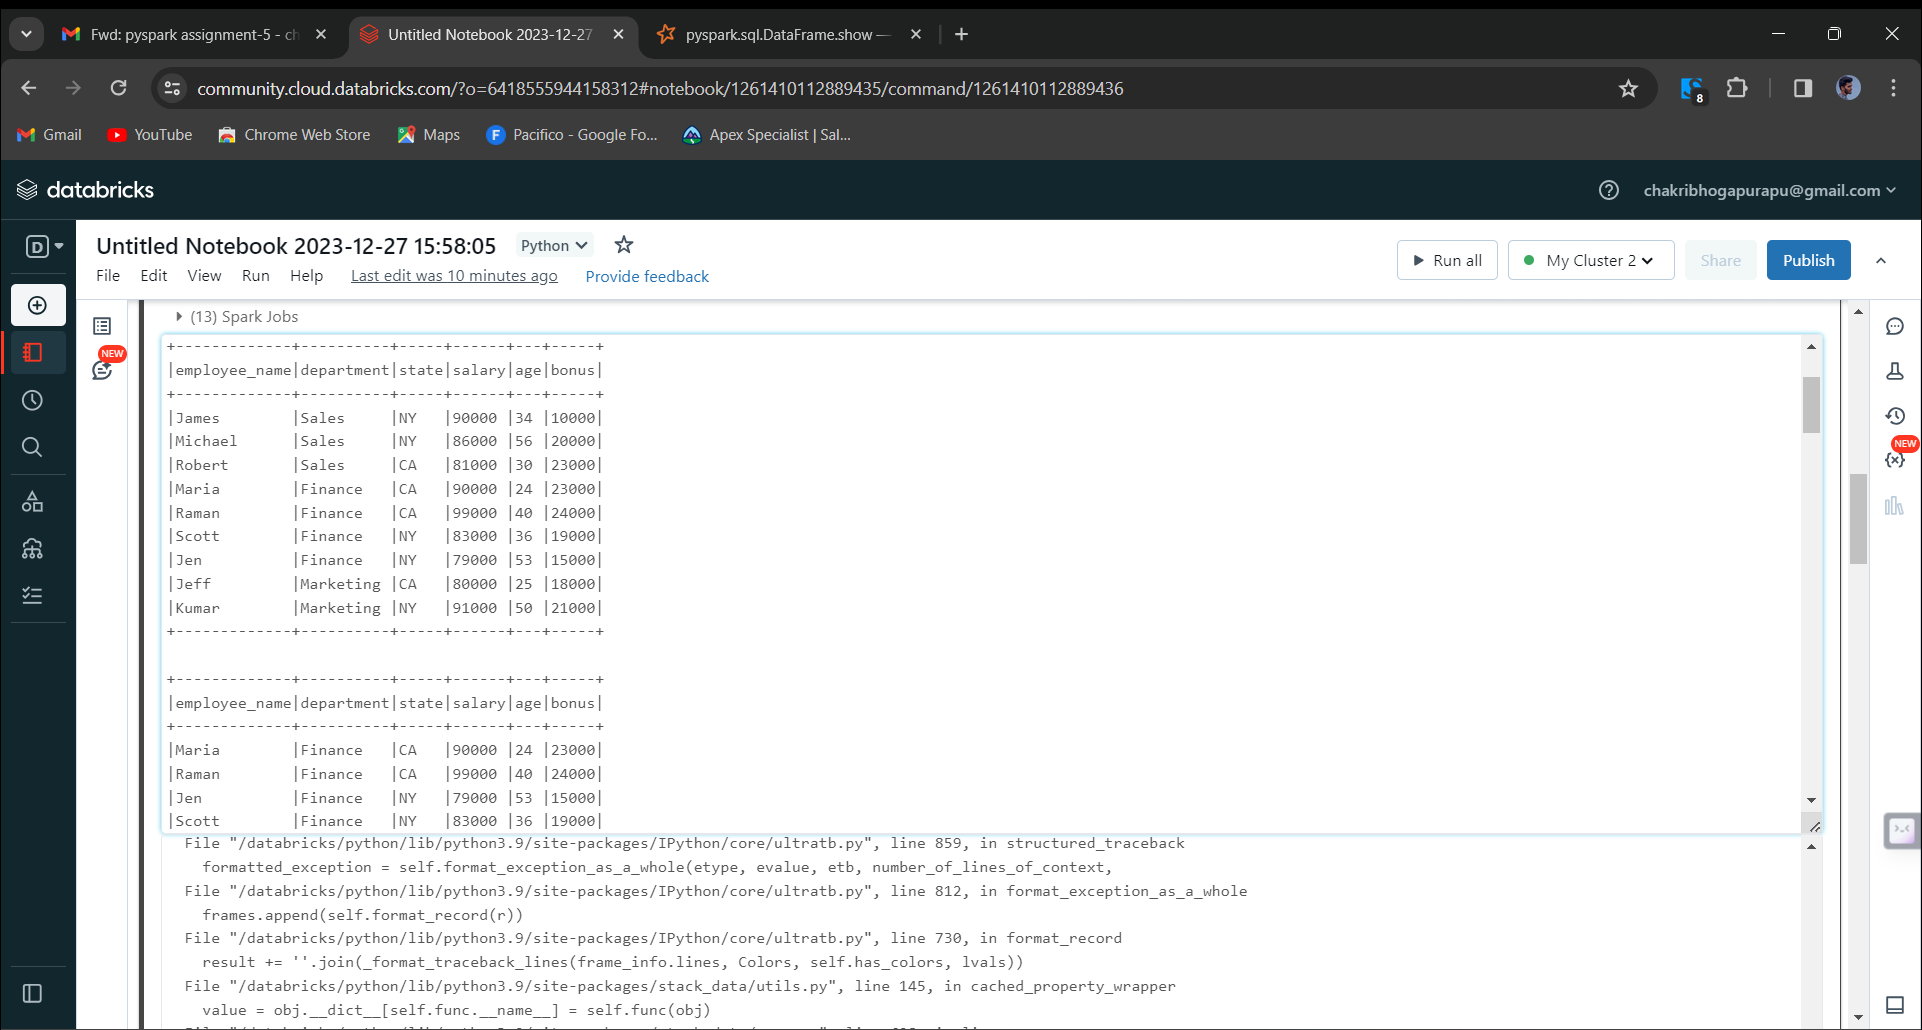 Fwd: pyspark assignment-5 - ch
Untitled Notebook 2023-12-27
pyspark.sql.DataFrame.show —
community.cloud.databricks.com/?o=6418555944158312#notebook/1261410112889435/command/1261410112889436
8
Gmail YouTube Chrome Web Store Maps Pacifico - Google Fo... Apex Specialist | Sal...
databricks
chakribhogapurapu@gmail.com
D
Untitled Notebook 2023-12-27 15:58:05 Python
File Edit View Run Help Last edit was 10 minutes ago Provide feedback
Run all My Cluster 2 Share Publish
NEW
NEW
(13) Spark Jobs
+-------------+----------+-----+------+---+-----+
|employee_name|department|state|salary|age|bonus|
+-------------+----------+-----+------+---+-----+
|James        |Sales     |NY   |90000 |34 |10000|
|Michael      |Sales     |NY   |86000 |56 |20000|
|Robert       |Sales     |CA   |81000 |30 |23000|
|Maria        |Finance   |CA   |90000 |24 |23000|
|Raman        |Finance   |CA   |99000 |40 |24000|
|Scott        |Finance   |NY   |83000 |36 |19000|
|Jen          |Finance   |NY   |79000 |53 |15000|
|Jeff         |Marketing |CA   |80000 |25 |18000|
|Kumar        |Marketing |NY   |91000 |50 |21000|
+-------------+----------+-----+------+---+-----+
+-------------+----------+-----+------+---+-----+
|employee_name|department|state|salary|age|bonus|
+-------------+----------+-----+------+---+-----+
|Maria        |Finance   |CA   |90000 |24 |23000|
|Raman        |Finance   |CA   |99000 |40 |24000|
|Jen          |Finance   |NY   |79000 |53 |15000|
|Scott        |Finance   |NY   |83000 |36 |19000|
File "/databricks/python/lib/python3.9/site-packages/IPython/core/ultratb.py", line 859, in structured_traceback
formatted_exception = self.format_exception_as_a_whole(etype, evalue, etb, number_of_lines_of_context,
File "/databricks/python/lib/python3.9/site-packages/IPython/core/ultratb.py", line 812, in format_exception_as_a_whole
frames.append(self.format_record(r))
File "/databricks/python/lib/python3.9/site-packages/IPython/core/ultratb.py", line 730, in format_record
result += ''.join(_format_traceback_lines(frame_info.lines, Colors, self.has_colors, lvals))
File "/databricks/python/lib/python3.9/site-packages/stack_data/utils.py", line 145, in cached_property_wrapper
value = obj.__dict__[self.func.__name__] = self.func(obj)